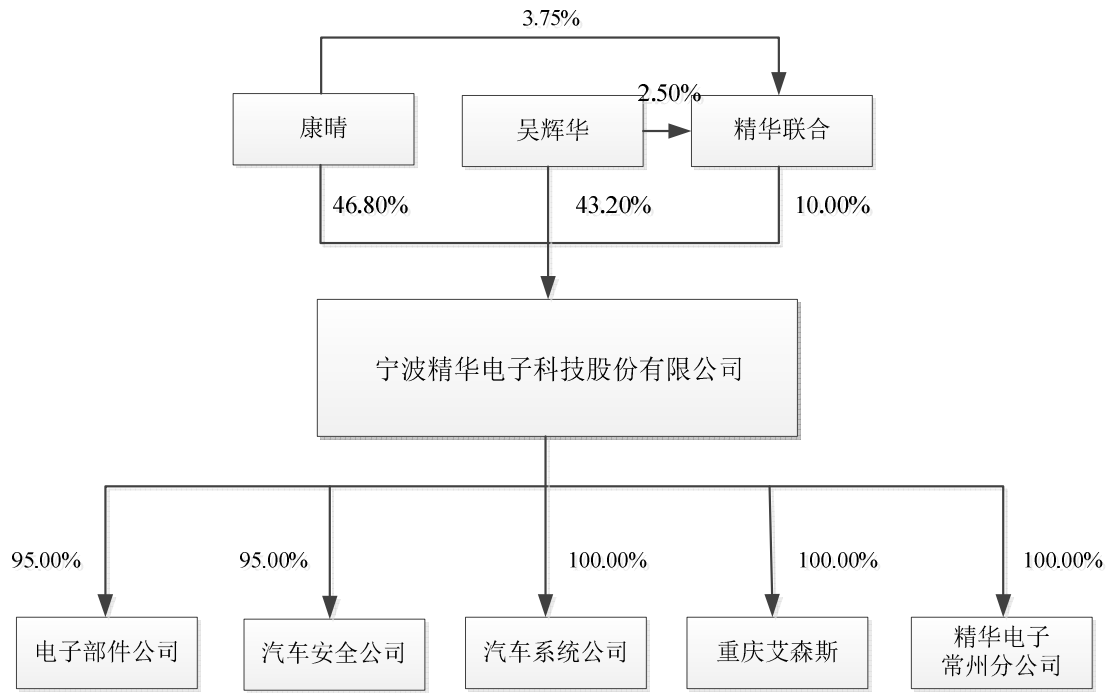 3.75%
康晴
吴辉华
2.50%
精华联合
46.80%
43.20%
10.00%
宁波精华电子科技股份有限公司
95.00%
95.00%
100.00%
100.00%
100.00%
电子部件公司
汽车安全公司
汽车系统公司
重庆艾森斯
精华电子
常州分公司